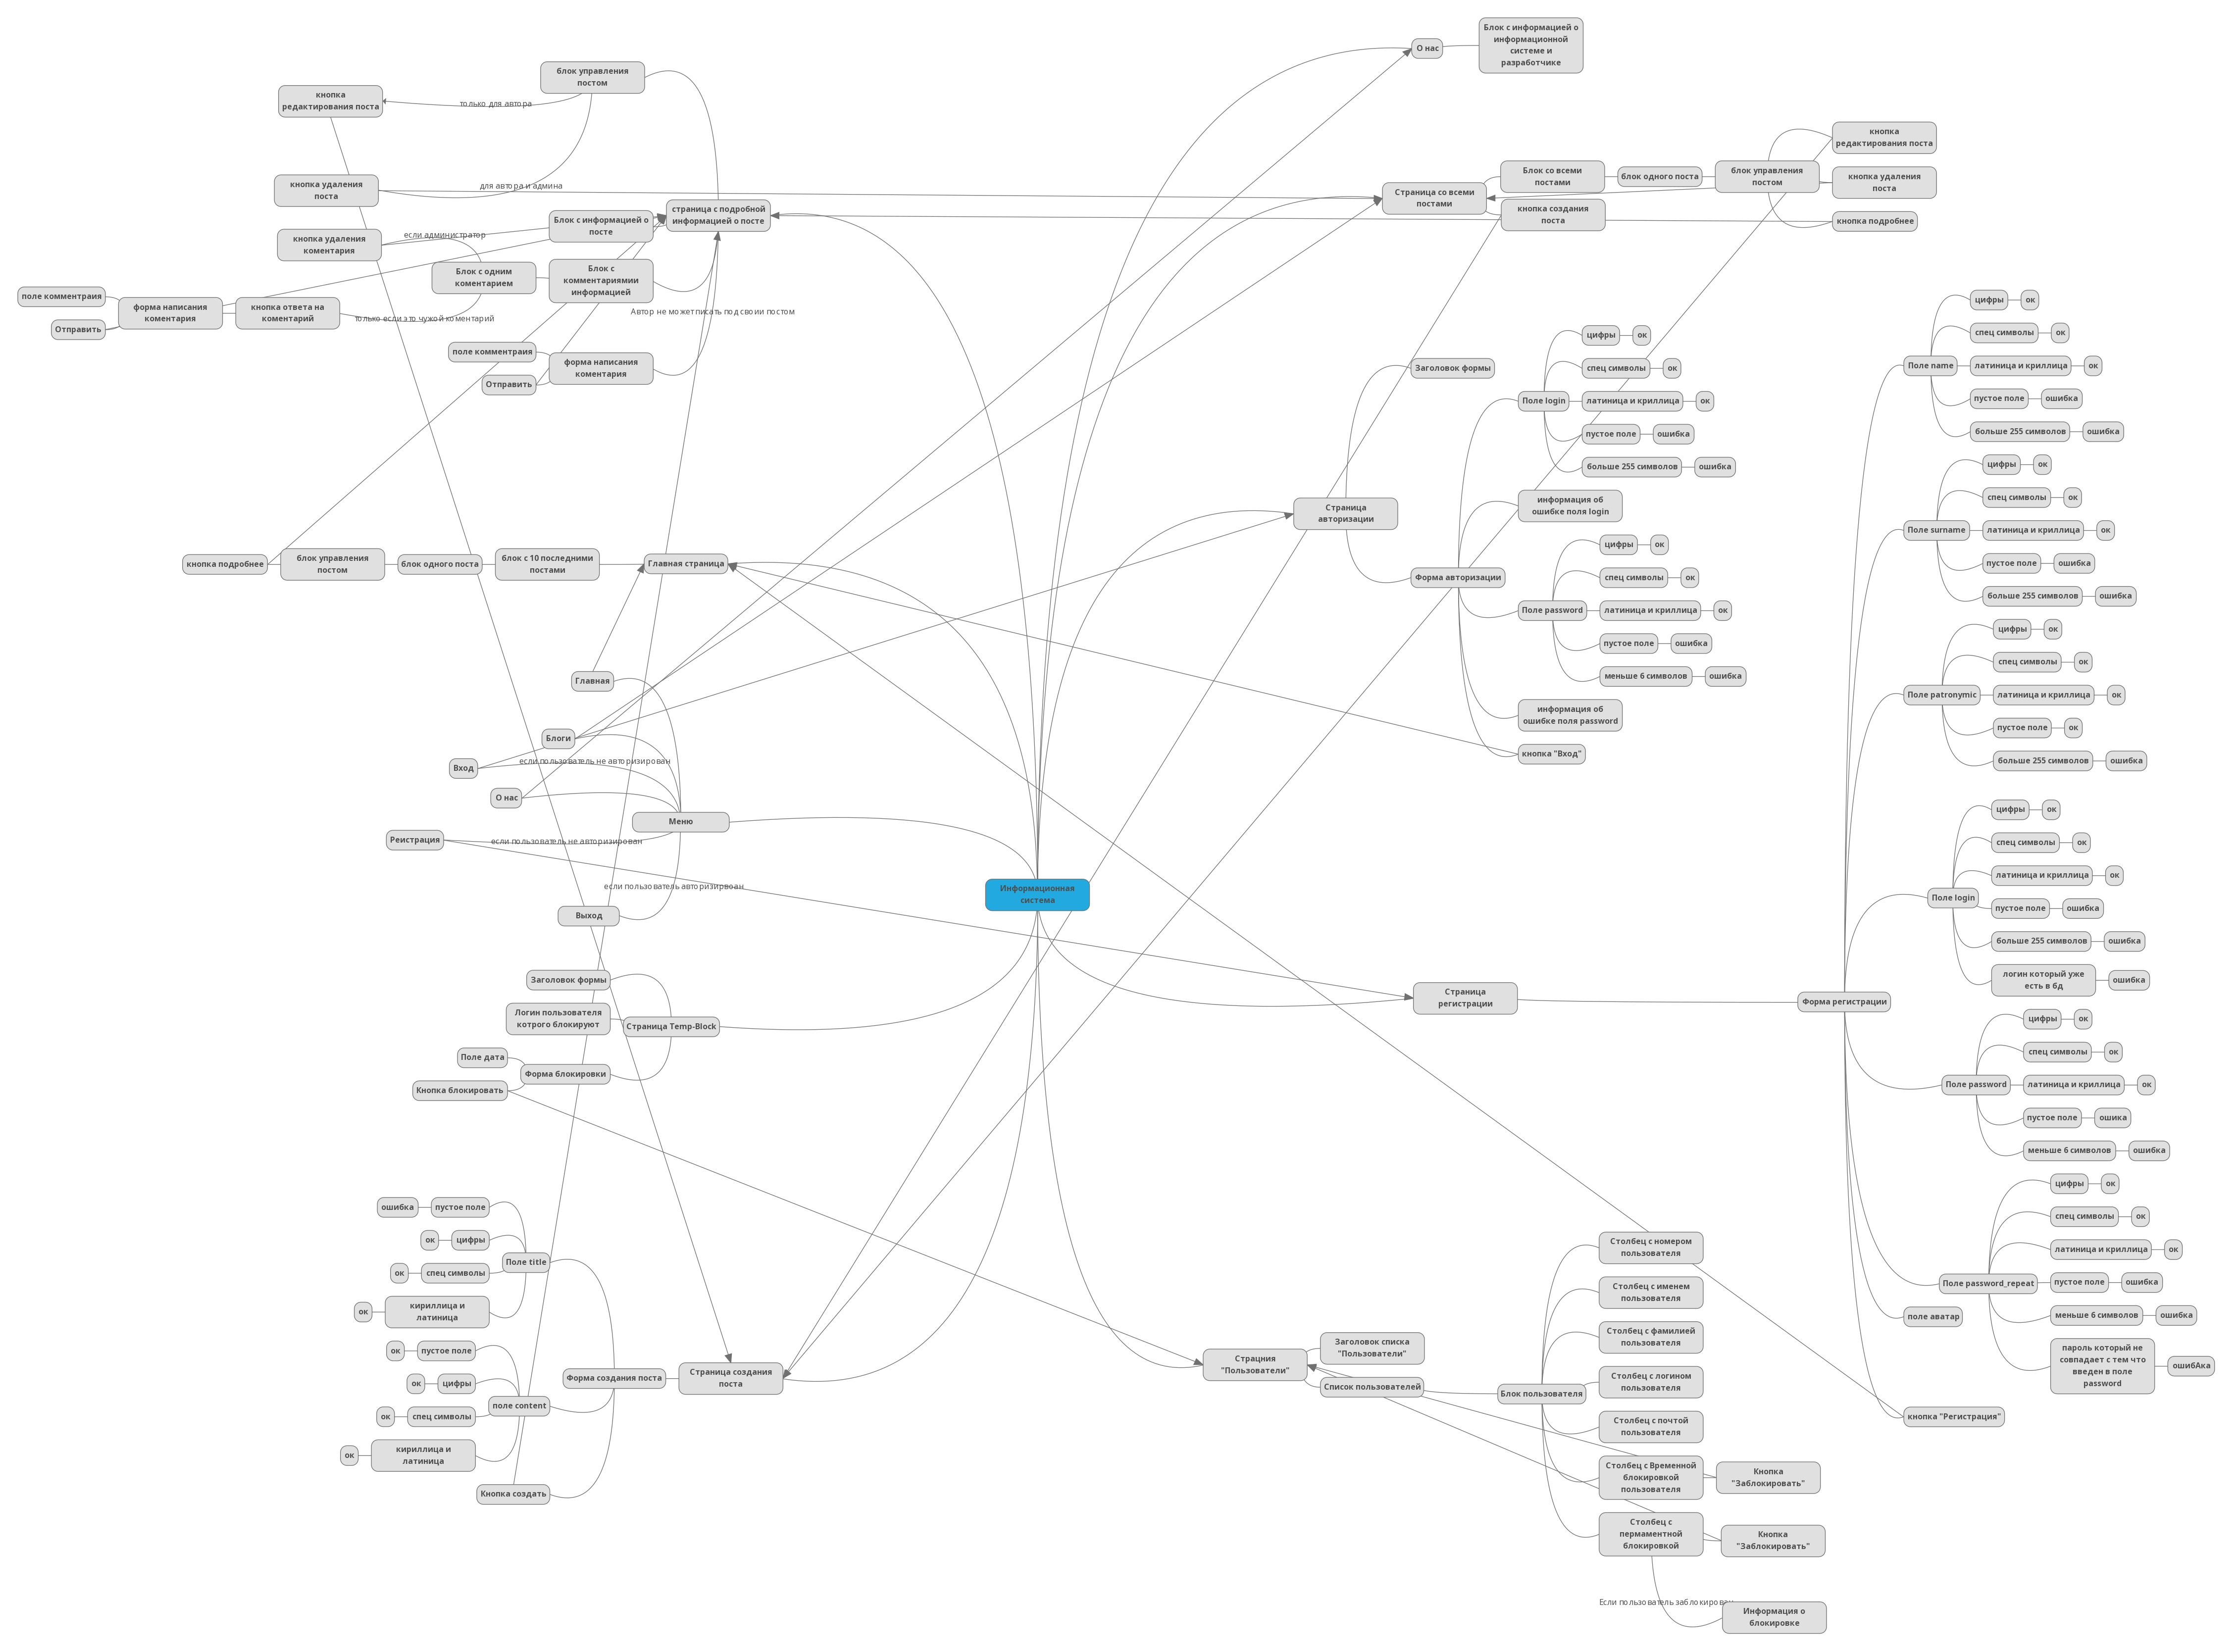 О нас
Блок с информацией о
информационной
системе и
разработчике
блок управления
постом
кнопка
редактирования поста
только для автора
кнопка удаления
поста
для автора и админа
кнопка удаления
коментария
если администратор
Блок с информацией о
посте
страница с подробной
информацией о посте
Блок с одним
коментарием
Блок с
комментариямии
информацией
поле комментраия
Отправить
форма написания
коментария
кнопка ответа на
коментарий
только если это чужой коментарий
Автор не может писать под своии постом
поле комментраия
Отправить
форма написания
коментария
Страница со всеми
постами
Блок со всеми
постами
блок одного поста
блок управления
постом
кнопка
редактирования поста
кнопка удаления
поста
кнопка подробнее
кнопка создания
поста
кнопка подробнее
блок управления
постом
блок одного поста
блок с 10 последними
постами
Главная страница
Главная
Блоги
Вход
если пользователь не авторизирован
О нас
Меню
Реистрация
если пользователь не авторизирован
если пользователь авторизирвоан
Выход
Информационная
система
Страница
авторизации
Заголовок формы
Форма авторизации
Поле login
цифры
ок
спец символы
ок
латиница и криллица
ок
пустое поле
ошибка
больше 255 символов
ошибка
информация об
ошибке поля login
Поле password
цифры
ок
спец символы
ок
латиница и криллица
ок
пустое поле
ошибка
меньше 6 символов
ошибка
информация об
ошибке поля password
кнопка "Вход"
Страница
регистрации
Форма регистрации
Поле name
цифры
ок
спец символы
ок
латиница и криллица
ок
пустое поле
ошибка
больше 255 символов
ошибка
Поле surname
цифры
ок
спец символы
ок
латиница и криллица
ок
пустое поле
ошибка
больше 255 символов
ошибка
Поле patronymic
цифры
ок
спец символы
ок
латиница и криллица
ок
пустое поле
ок
больше 255 символов
ошибка
Поле login
цифры
ок
спец символы
ок
латиница и криллица
ок
пустое поле
ошибка
больше 255 символов
ошибка
логин который уже
есть в бд
ошибка
Поле password
цифры
ок
спец символы
ок
латиница и криллица
ок
пустое поле
ошика
меньше 6 символов
ошибка
Поле password_repeat
цифры
ок
спец символы
ок
латиница и криллица
ок
пустое поле
ошибка
меньше 6 символов
ошибка
пароль который не
совпадает с тем что
введен в поле
password
ошибАка
поле аватар
кнопка "Регистрация"
Заголовок формы
Логин пользователя
котрого блокируют
Страница Temp-Block
Поле дата
Форма блокировки
Кнопка блокировать
ошибка
пустое поле
ок
цифры
Поле title
ок
спец символы
ок
кириллица и
латиница
ок
пустое поле
ок
цифры
поле content
ок
спец символы
ок
кириллица и
латиница
Кнопка создать
Форма создания поста
Страница создания
поста
Страцния
"Пользователи"
Заголовок списка
"Пользователи"
Список пользователей
Блок пользователя
Столбец с номером
пользователя
Столбец с именем
пользователя
Столбец с фамилией
пользователя
Столбец с логином
пользователя
Столбец с почтой
пользователя
Столбец с Временной
блокировкой
пользователя
Кнопка
"Заблокировать"
Столбец с
пермаментной
блокировкой
Кнопка
"Заблокировать"
Если пользователь заблокирован
Информация о
блокировке